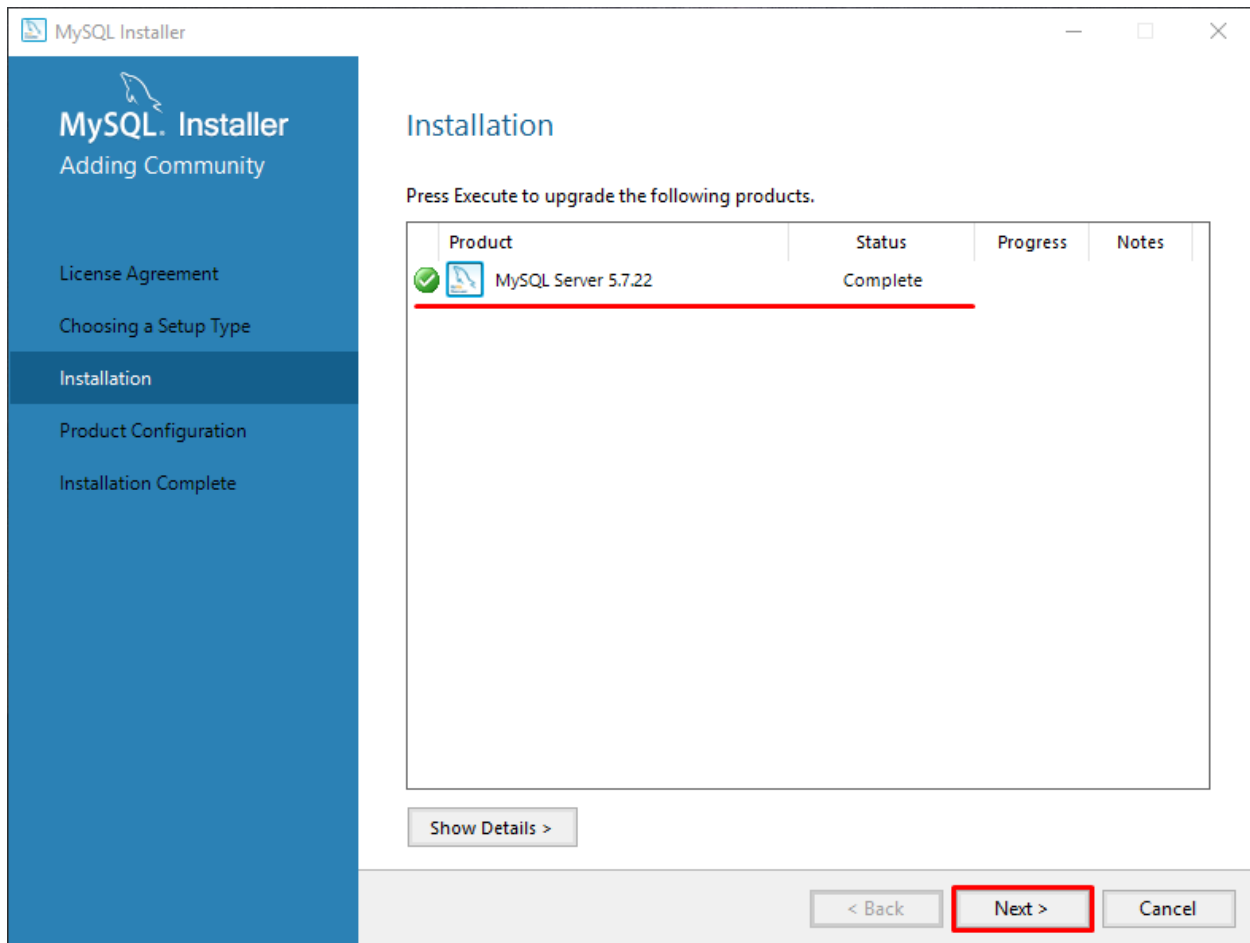 MySQL Installer
MySQL. Installer
Adding Community
License Agreement
Choosing a Setup Type
Installation
Product Configuration
Installation Complete
Installation
Press Execute to upgrade the following products.
Product Status Progress Notes
MySQL Server 5.7.22 Complete
Show Details >
< Back Next > Cancel